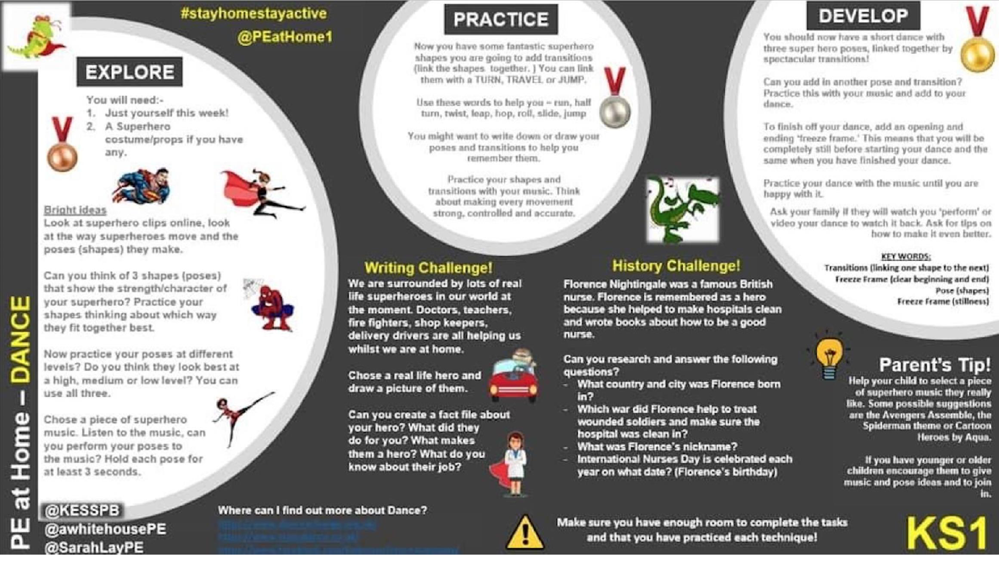 #stayhomestayactive
@PEatHome1
EXPLORE
You will need:-
1. Just yourself this week!
2. A Superhero
costume/props if you have
any.
Bright ideas
Look at superhero clips online, look
at the way superheroes move and the
poses (shapes) they make.
Can you think of 3 shapes (poses)
that show the strength/character of
your superhero? Practice your
shapes thinking about which way
they fit together best.
Now practice your poses at different
levels? Do you think they look best at
a high, medium or low level? You can
use all three.
Chose a piece of superhero
music. Listen to the music, can
you perform your poses to
the music? Hold each pose for
at least 3 seconds.
PE at Home – DANCE
@KESSPB
@awhitehousePE
@SarahLayPE
PRACTICE
Now you have some fantastic superhero
shapes you are going to add transitions
(link the shapes together. ) You can link
them with a TURN, TRAVEL or JUMP.
Use these words to help you – run, half
turn, twist, leap, hop, roll, slide, jump
You might want to write down or draw your
poses and transitions to help you
remember them.
Practice your shapes and
transitions with your music. Think
about making every movement
strong, controlled and accurate.
Writing Challenge!
We are surrounded by lots of real
life superheroes in our world at
the moment. Doctors, teachers,
fire fighters, shop keepers,
delivery drivers are all helping us
whilst we are at home.
Chose a real life hero and
draw a picture of them.
Can you create a fact file about
your hero? What did they
do for you? What makes
them a hero? What do you
know about their job?
Where can I find out more about Dance?
History Challenge!
Florence Nightingale was a famous British
nurse. Florence is remembered as a hero
because she helped to make hospitals clean
and wrote books about how to be a good
nurse.
Can you research and answer the following
questions?
- What country and city was Florence born
in?
- Which war did Florence help to treat
wounded soldiers and make sure the
hospital was clean in?
- What was Florence's nickname?
- International Nurses Day is celebrated each
year on what date? (Florence's birthday)
Make sure you have enough room to complete the tasks
and that you have practiced each technique!
DEVELOP
You should now have a short dance with
three super hero poses, linked together by
spectacular transitions!
Can you add in another pose and transition?
Practice this with your music and add to your
dance.
To finish off your dance, add an opening and
ending 'freeze frame.' This means that you will be
completely still before starting your dance and the
same when you have finished your dance.
Practice your dance with the music until you are
happy with it.
Ask your family if they will watch you 'perform' or
video your dance to watch it back. Ask for tips on
how to make it even better.
KEY WORDS:
Transitions (linking one shape to the next)
Freeze Frame (clear beginning and end)
Pose (shapes)
Freeze Frame (stillness)
Parent's Tip!
Help your child to select a piece
of superhero music they really
like. Some possible suggestions
are the Avengers Assemble, the
Spiderman theme or Cartoon
Heroes by Aqua.
If you have younger or older
children encourage them to give
music and pose ideas and to join
in.
KS1